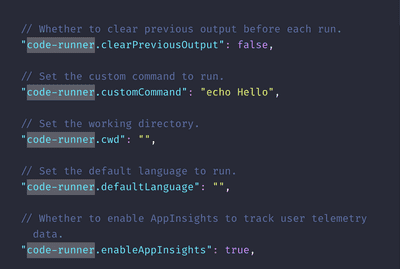 // Whether to clear previous output before each run.
"code-runner.clearPreviousOutput": false,
// Set the custom command to run.
"code-runner.customCommand": "echo Hello",
// Set the working directory.
"code-runner.cwd": "",
// Set the default language to run.
"code-runner.defaultLanguage": "",
// Whether to enable AppInsights to track user telemetry
data.
"code-runner.enableAppInsights": true,